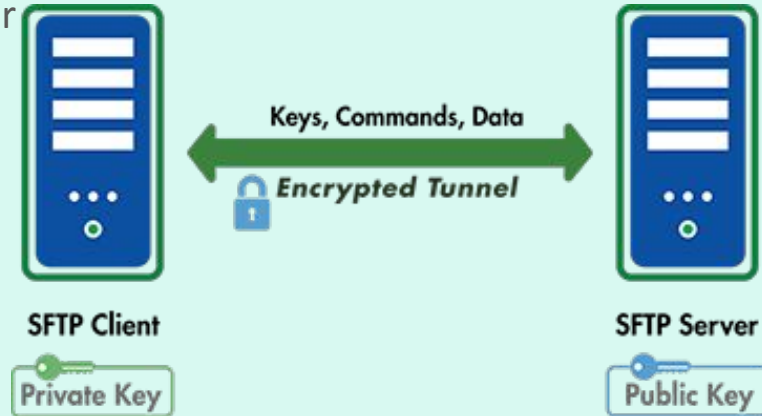 r
Keys, Commands, Data
Encrypted Tunnel
SFTP Client
SFTP Server
Private Key
Public Key